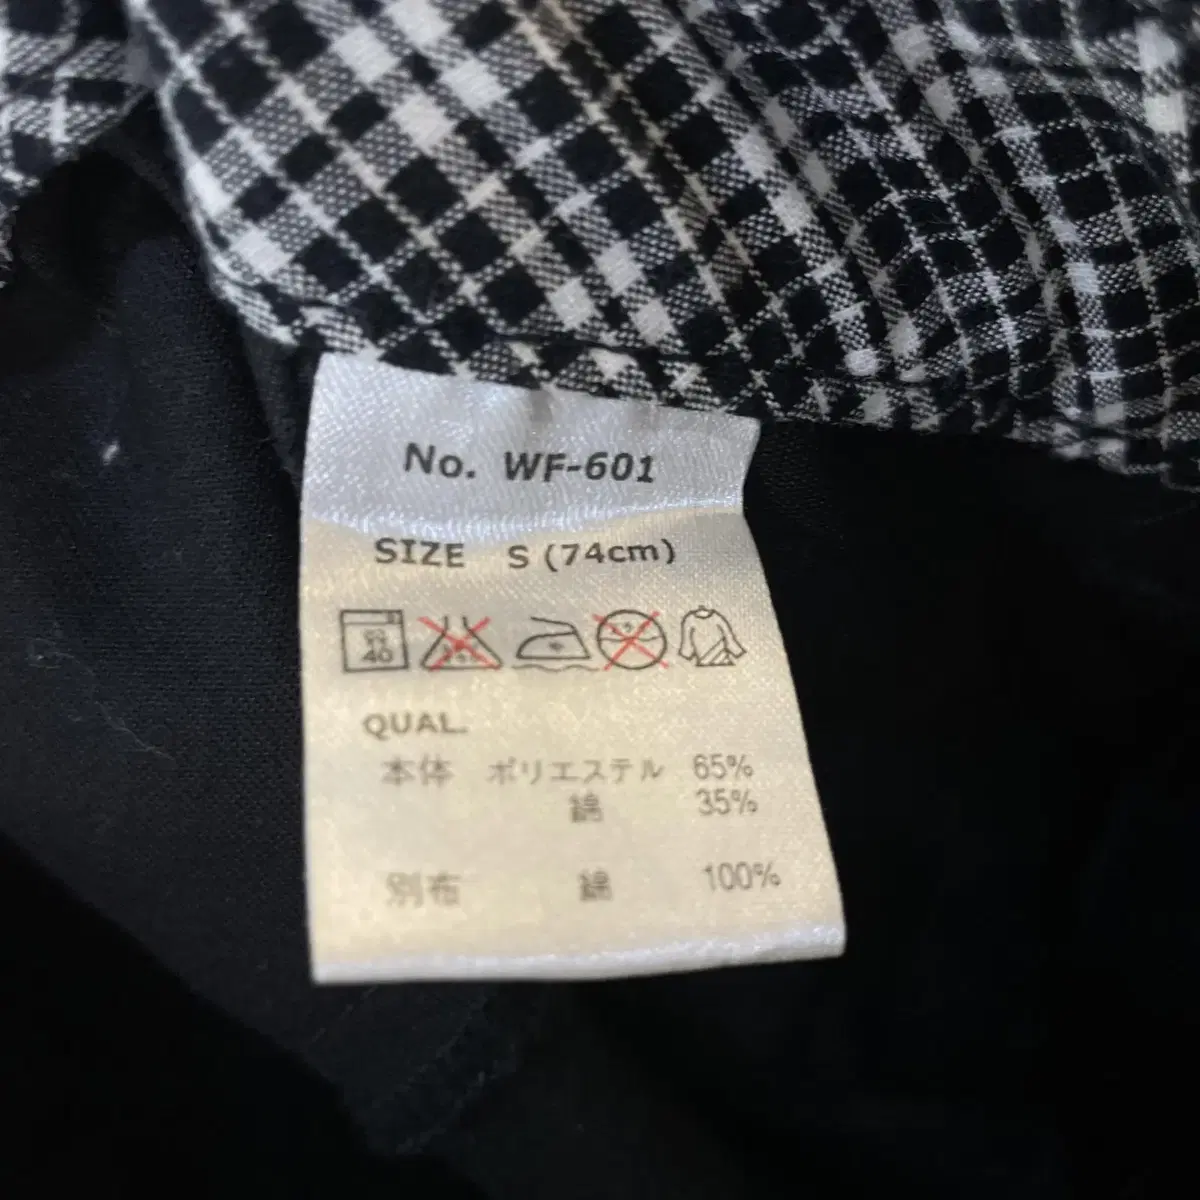 No. WF-601
SIZE S (74cm)
40
QUAL.
本体 ポリエステル 65%
綿 35%
別布 綿 100%